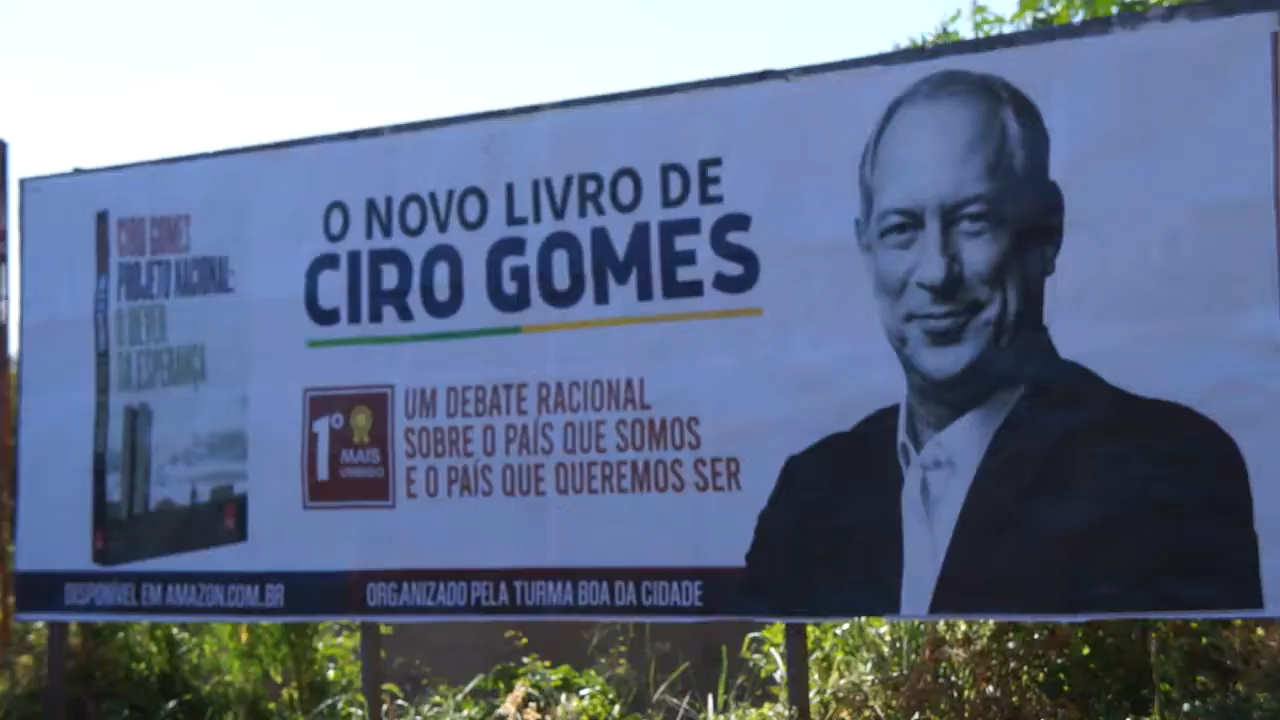 CIRO GOMES
PROJETO NACIONAL:
O DEVER
DA ESPERANÇA
O NOVO LIVRO DE
CIRO GOMES
1º
MAIS
VENDIDO
UM DEBATE RACIONAL
SOBRE O PAÍS QUE SOMOS
E O PAÍS QUE QUEREMOS SER
DISPONÍVEL EM AMAZON.COM.BR
ORGANIZADO PELA TURMA BOA DA CIDADE